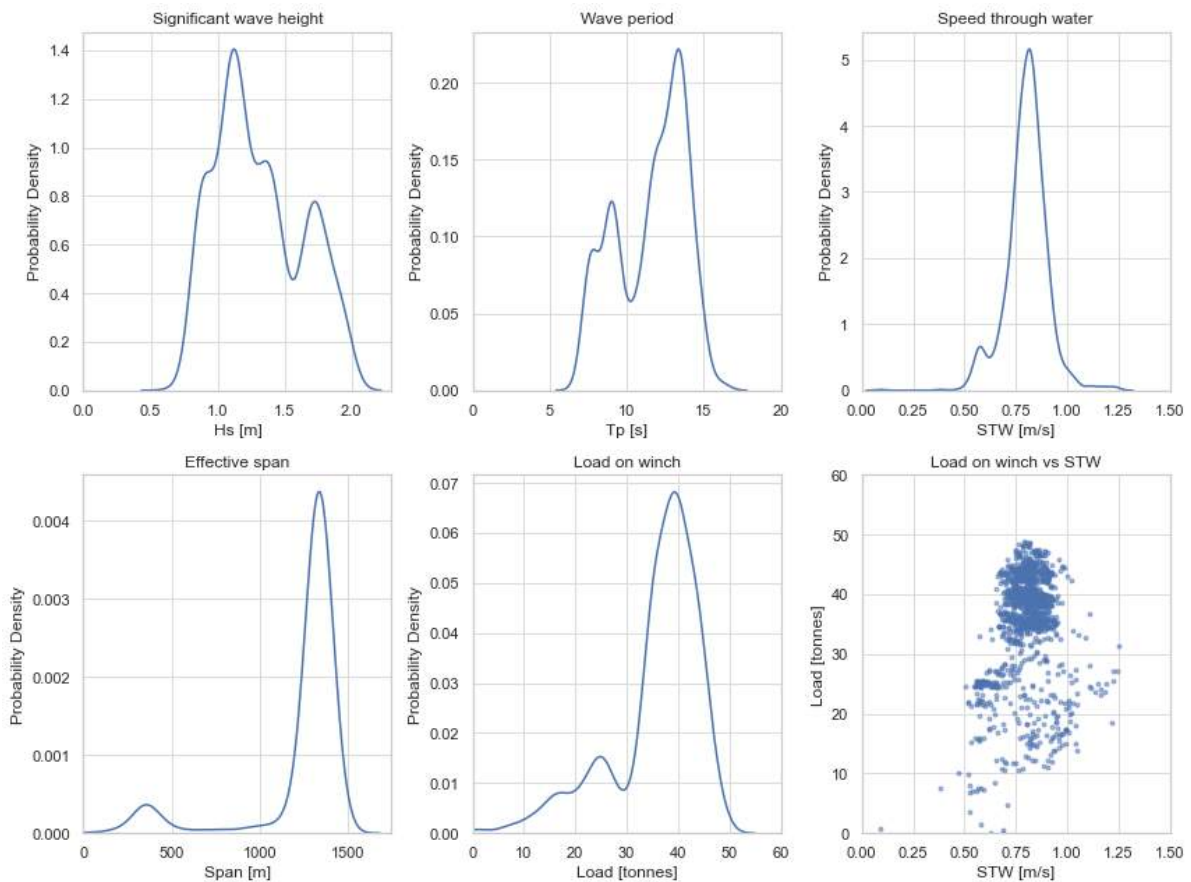 Significant wave height
Probability Density
1.4
1.2
1.0
0.8
0.6
0.4
0.2
0.0
0.0 0.5 1.0 1.5 2.0
Hs [m]
Wave period
Probability Density
0.20
0.15
0.10
0.05
0.00
0 5 10 15 20
Tp [s]
Speed through water
Probability Density
5
4
3
2
1
0
0.00 0.25 0.50 0.75 1.00 1.25 1.50
STW [m/s]
Effective span
Probability Density
0.004
0.003
0.002
0.001
0.000
0 500 1000 1500
Span [m]
Load on winch
Probability Density
0.07
0.06
0.05
0.04
0.03
0.02
0.01
0.00
0 10 20 30 40 50 60
Load [tonnes]
Load on winch vs STW
Load [tonnes]
60
50
40
30
20
10
0
0.00 0.25 0.50 0.75 1.00 1.25 1.50
STW [m/s]